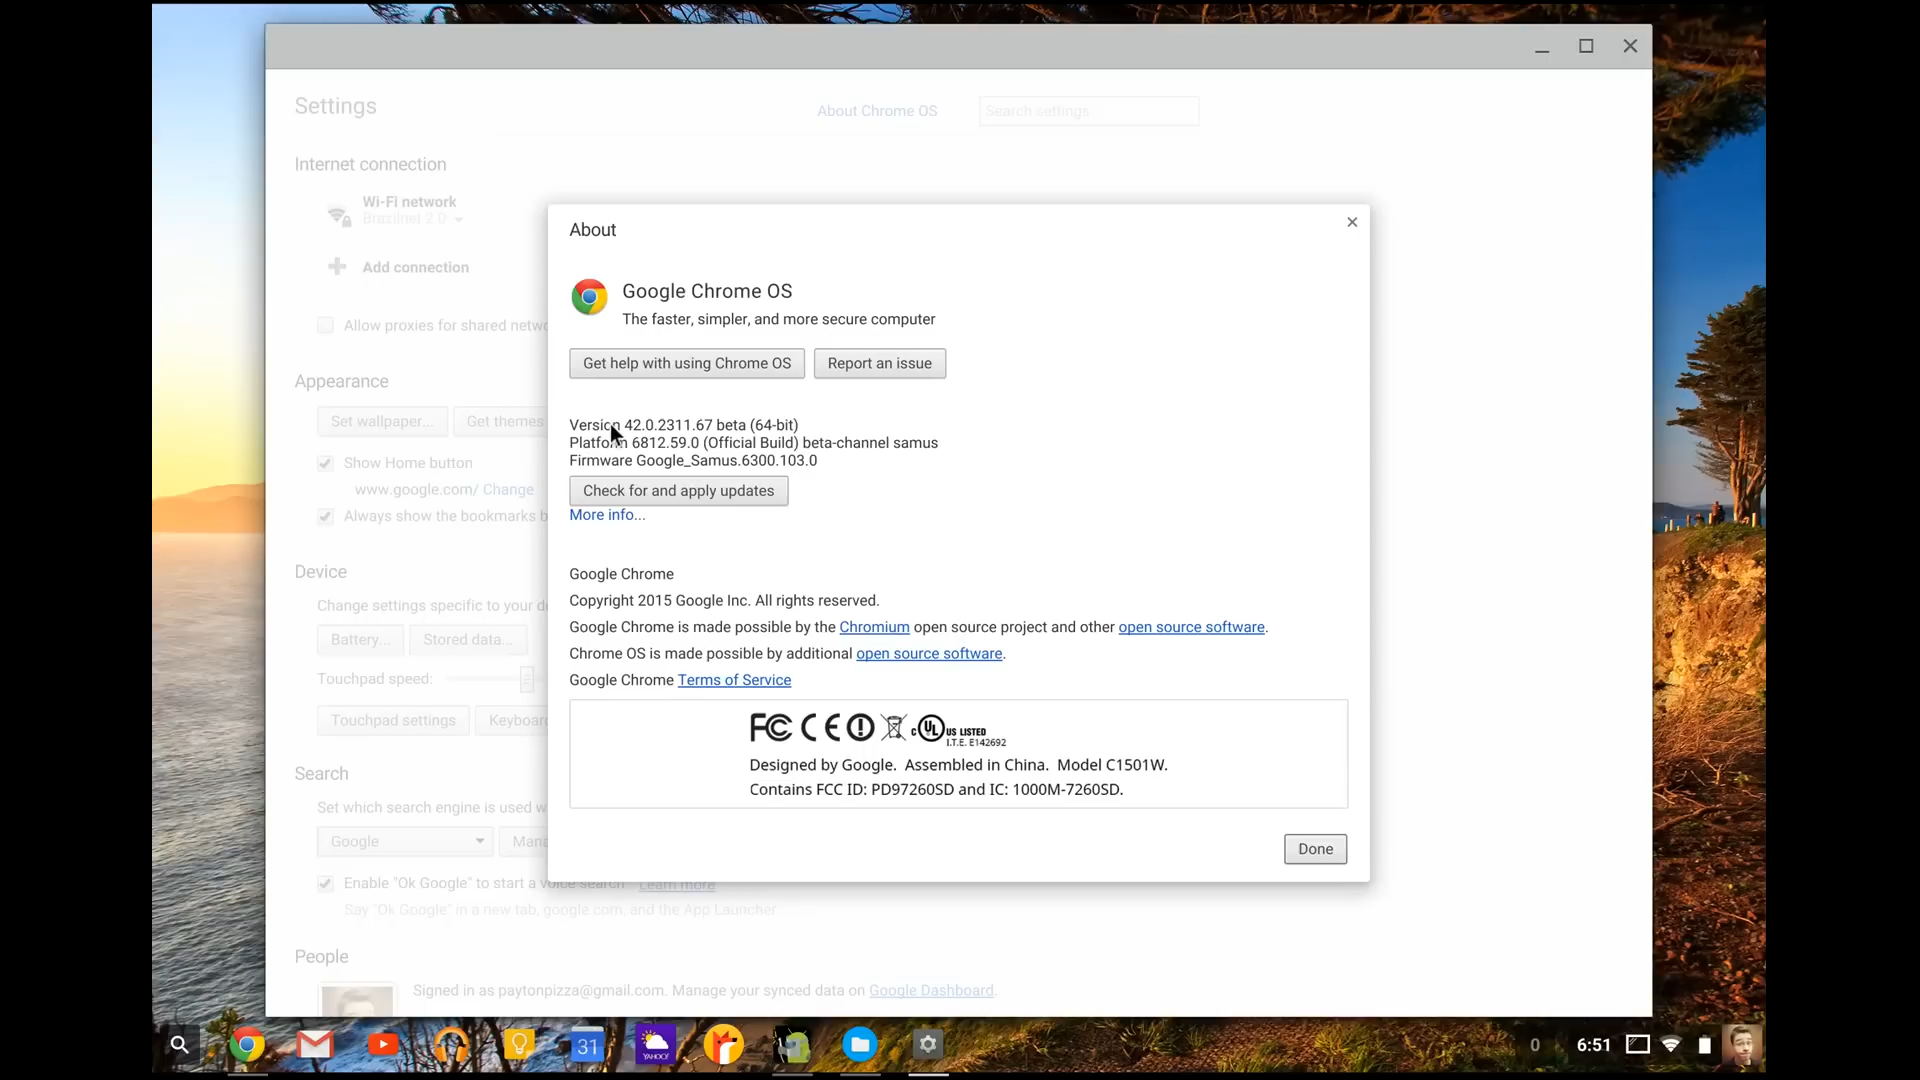 Settings
About Chrome OS
Search settings
Internet connection
Wi-Fi network
Brazilnet 2.0
Add connection
Allow proxies for shared netwo
Appearance
Set wallpaper...
Get themes
Show Home button
www.google.com/ Change
Always show the bookmarks b
Device
Change settings specific to your de
Battery...
Stored data...
Touchpad speed:
Touchpad settings
Keyboard
Search
Set which search engine is used w
Google
Mana
Enable "Ok Google" to start a voice search Learn more
Say "Ok Google" in a new tab, google.com, and the App Launcher
People
Signed in as paytonpizza@gmail.com. Manage your synced data on Google Dashboard.
About
Google Chrome OS
The faster, simpler, and more secure computer
Get help with using Chrome OS
Report an issue
Version 42.0.2311.67 beta (64-bit)
Platform 6812.59.0 (Official Build) beta-channel samus
Firmware Google_Samus.6300.103.0
Check for and apply updates
More info...
Google Chrome
Copyright 2015 Google Inc. All rights reserved.
Google Chrome is made possible by the Chromium open source project and other open source software.
Chrome OS is made possible by additional open source software.
Google Chrome Terms of Service
FC CE C UL US LISTED
I.T.E. E142692
Designed by Google. Assembled in China. Model C1501W.
Contains FCC ID: PD97260SD and IC: 1000M-7260SD.
Done
31
YAHOO!
0
6:51